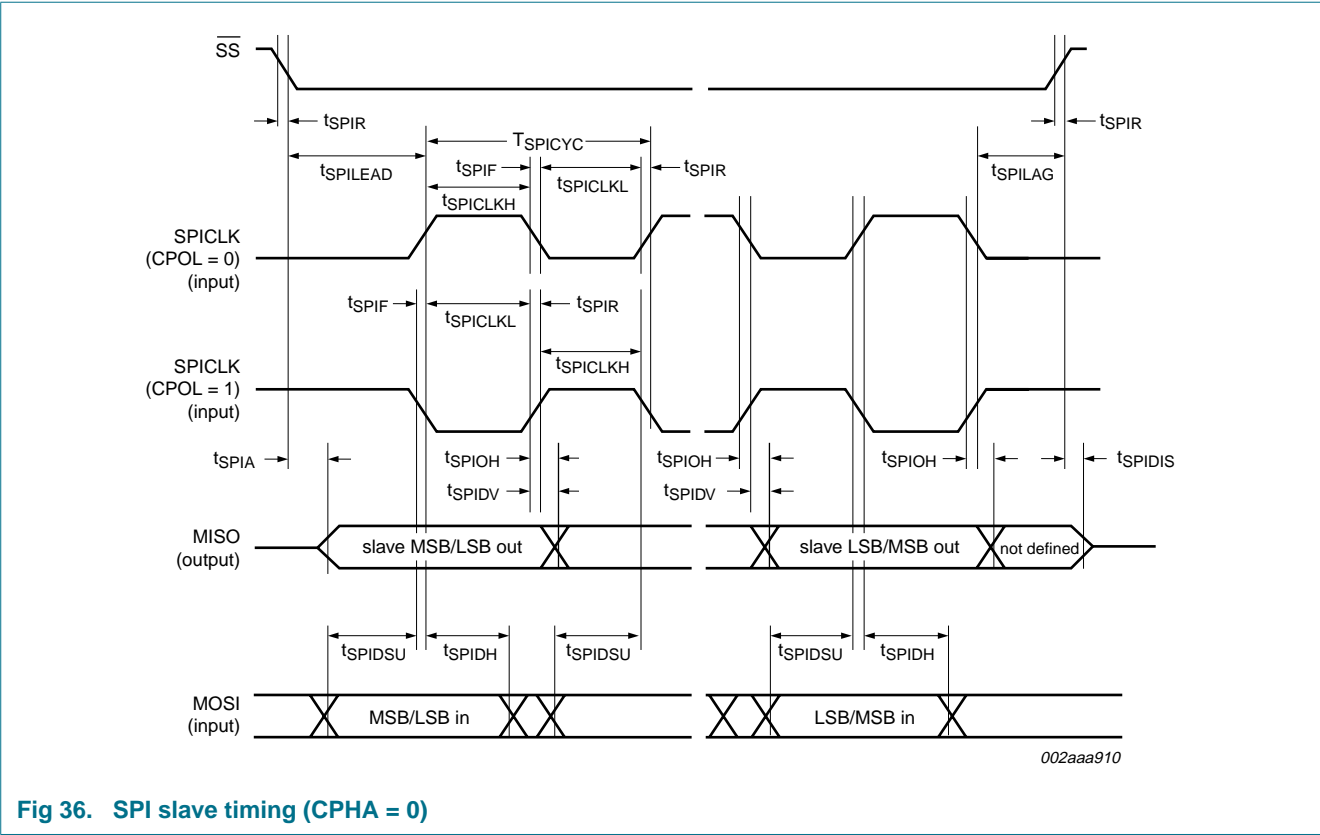 SS
tSPIR
tSPIR
TSPICYC
tSPIF
tSPIR
tSPILEAD
tSPICLKL
tSPILAG
tSPICLKH
SPICLK
(CPOL = 0)
(input)
tSPIF
tSPICLKL
tSPIR
tSPICLKH
SPICLK
(CPOL = 1)
(input)
tSPIA
tSPIOH
tSPIOH
tSPIOH
tSPIDIS
tSPIDV
tSPIDV
MISO
(output)
slave MSB/LSB out
slave LSB/MSB out
not defined
tSPIDSU
tSPIDH
tSPIDSU
tSPIDSU
tSPIDH
MOSI
(input)
MSB/LSB in
LSB/MSB in
002aaa910
Fig 36. SPI slave timing (CPHA = 0)